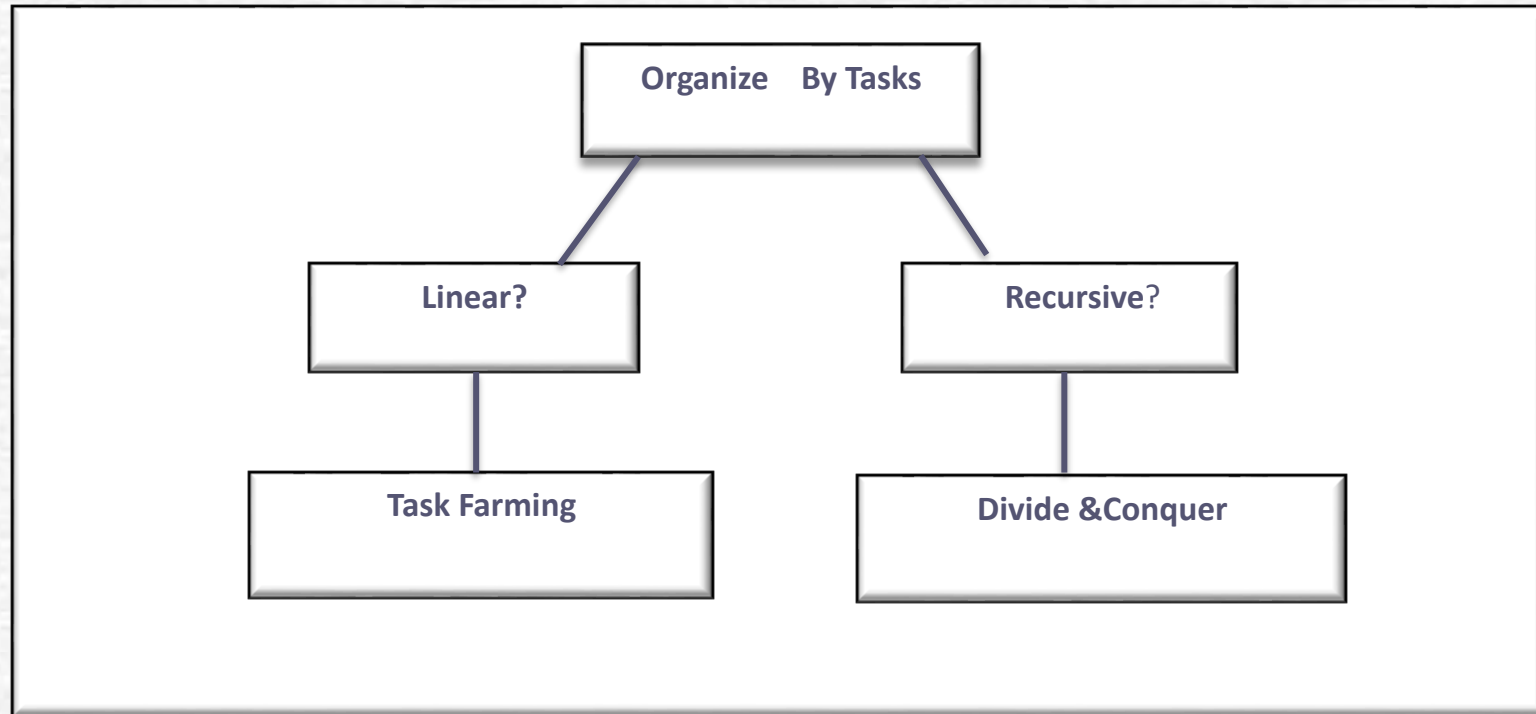 Organize    By Tasks
Linear?
Recursive?
Task Farming
Divide &Conquer